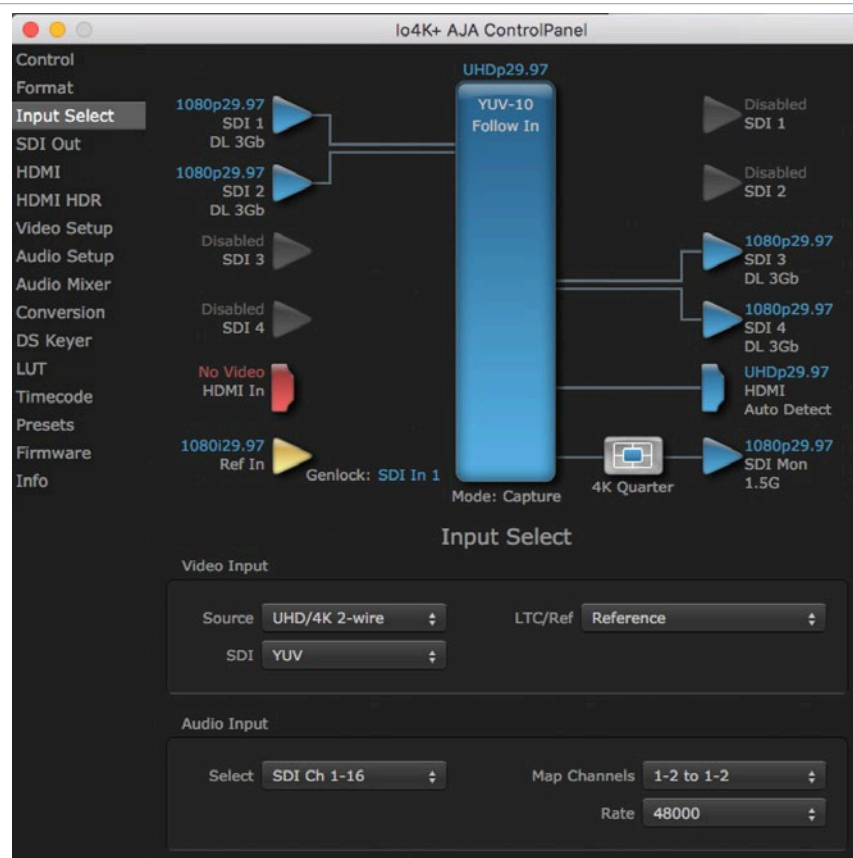 Io4K+ AJA ControlPanel
Control
Format
Input Select
SDI Out
HDMI
HDMI HDR
Video Setup
Audio Setup
Audio Mixer
Conversion
DS Keyer
LUT
Timecode
Presets
Firmware
Info
1080p29.97
SDI 1
DL 3Gb
1080p29.97
SDI 2
DL 3Gb
Disabled
SDI 3
Disabled
SDI 4
No Video
HDMI In
1080i29.97
Ref In
Genlock: SDI In 1
UHDp29.97
YUV-10
Follow In
Mode: Capture
Disabled
SDI 1
Disabled
SDI 2
1080p29.97
SDI 3
DL 3Gb
1080p29.97
SDI 4
DL 3Gb
UHDp29.97
HDMI
Auto Detect
4K Quarter
1080p29.97
SDI Mon
1.5G
Input Select
Video Input
Source UHD/4K 2-wire LTC/Ref Reference
SDI YUV
Audio Input
Select SDI Ch 1-16 Map Channels 1-2 to 1-2
Rate 48000